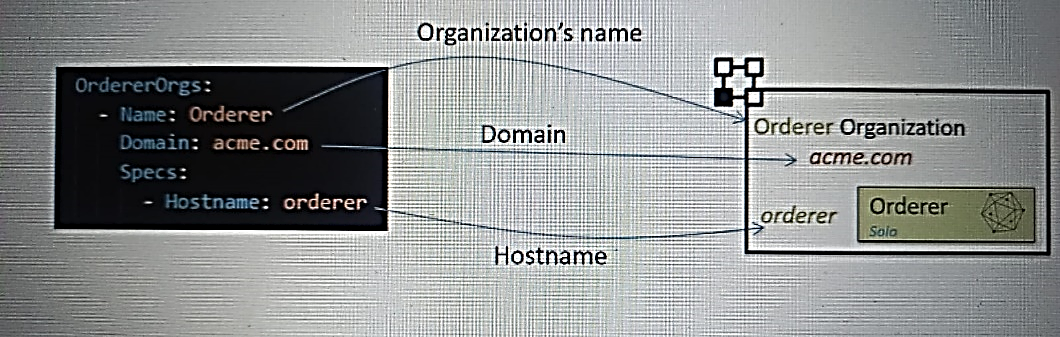 Organization's name
OrdererOrgs:
- Name: Orderer
Domain: acme.com
Specs:
- Hostname: orderer
Domain
Hostname
Orderer Organization
acme.com
orderer
Orderer
Solo